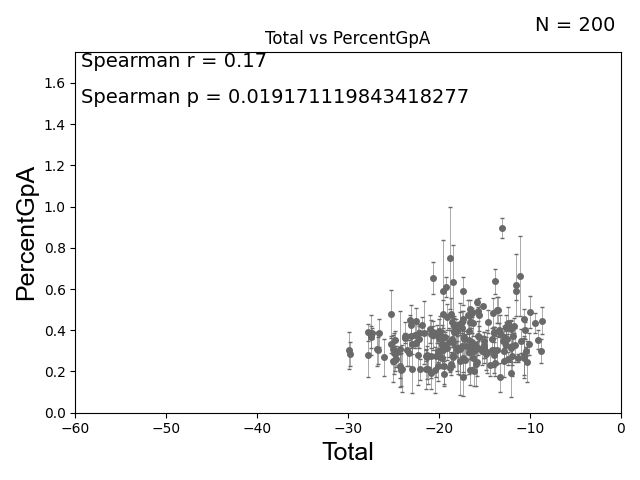 N = 200
Total vs PercentGpA
Spearman r = 0.17
Spearman p = 0.019171119843418277
PercentGpA
1.6
1.4
1.2
1.0
0.8
0.6
0.4
0.2
0.0
−60 −50 −40 −30 −20 −10 0
Total